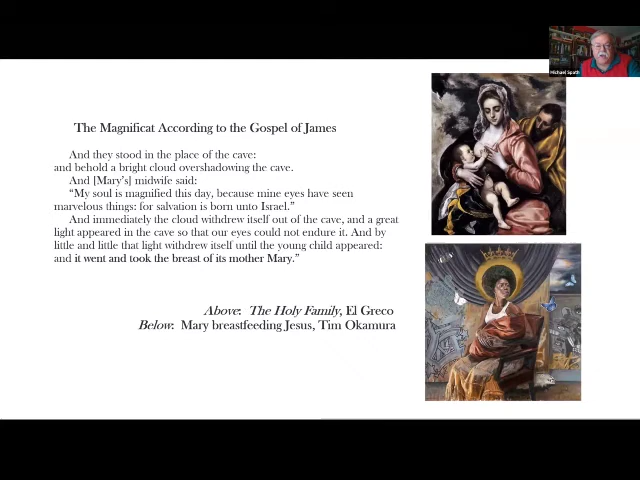 Michael Spath
The Magnificat According to the Gospel of James
And they stood in the place of the cave:
and behold a bright cloud overshadowing the cave.
And [Mary's] midwife said:
“My soul is magnified this day, because mine eyes have seen
marvelous things: for salvation is born unto Israel.”
And immediately the cloud withdrew itself out of the cave, and a great
light appeared in the cave so that our eyes could not endure it. And by
little and little that light withdrew itself until the young child appeared:
and it went and took the breast of its mother Mary.”
Above: The Holy Family, El Greco
Below: Mary breastfeeding Jesus, Tim Okamura